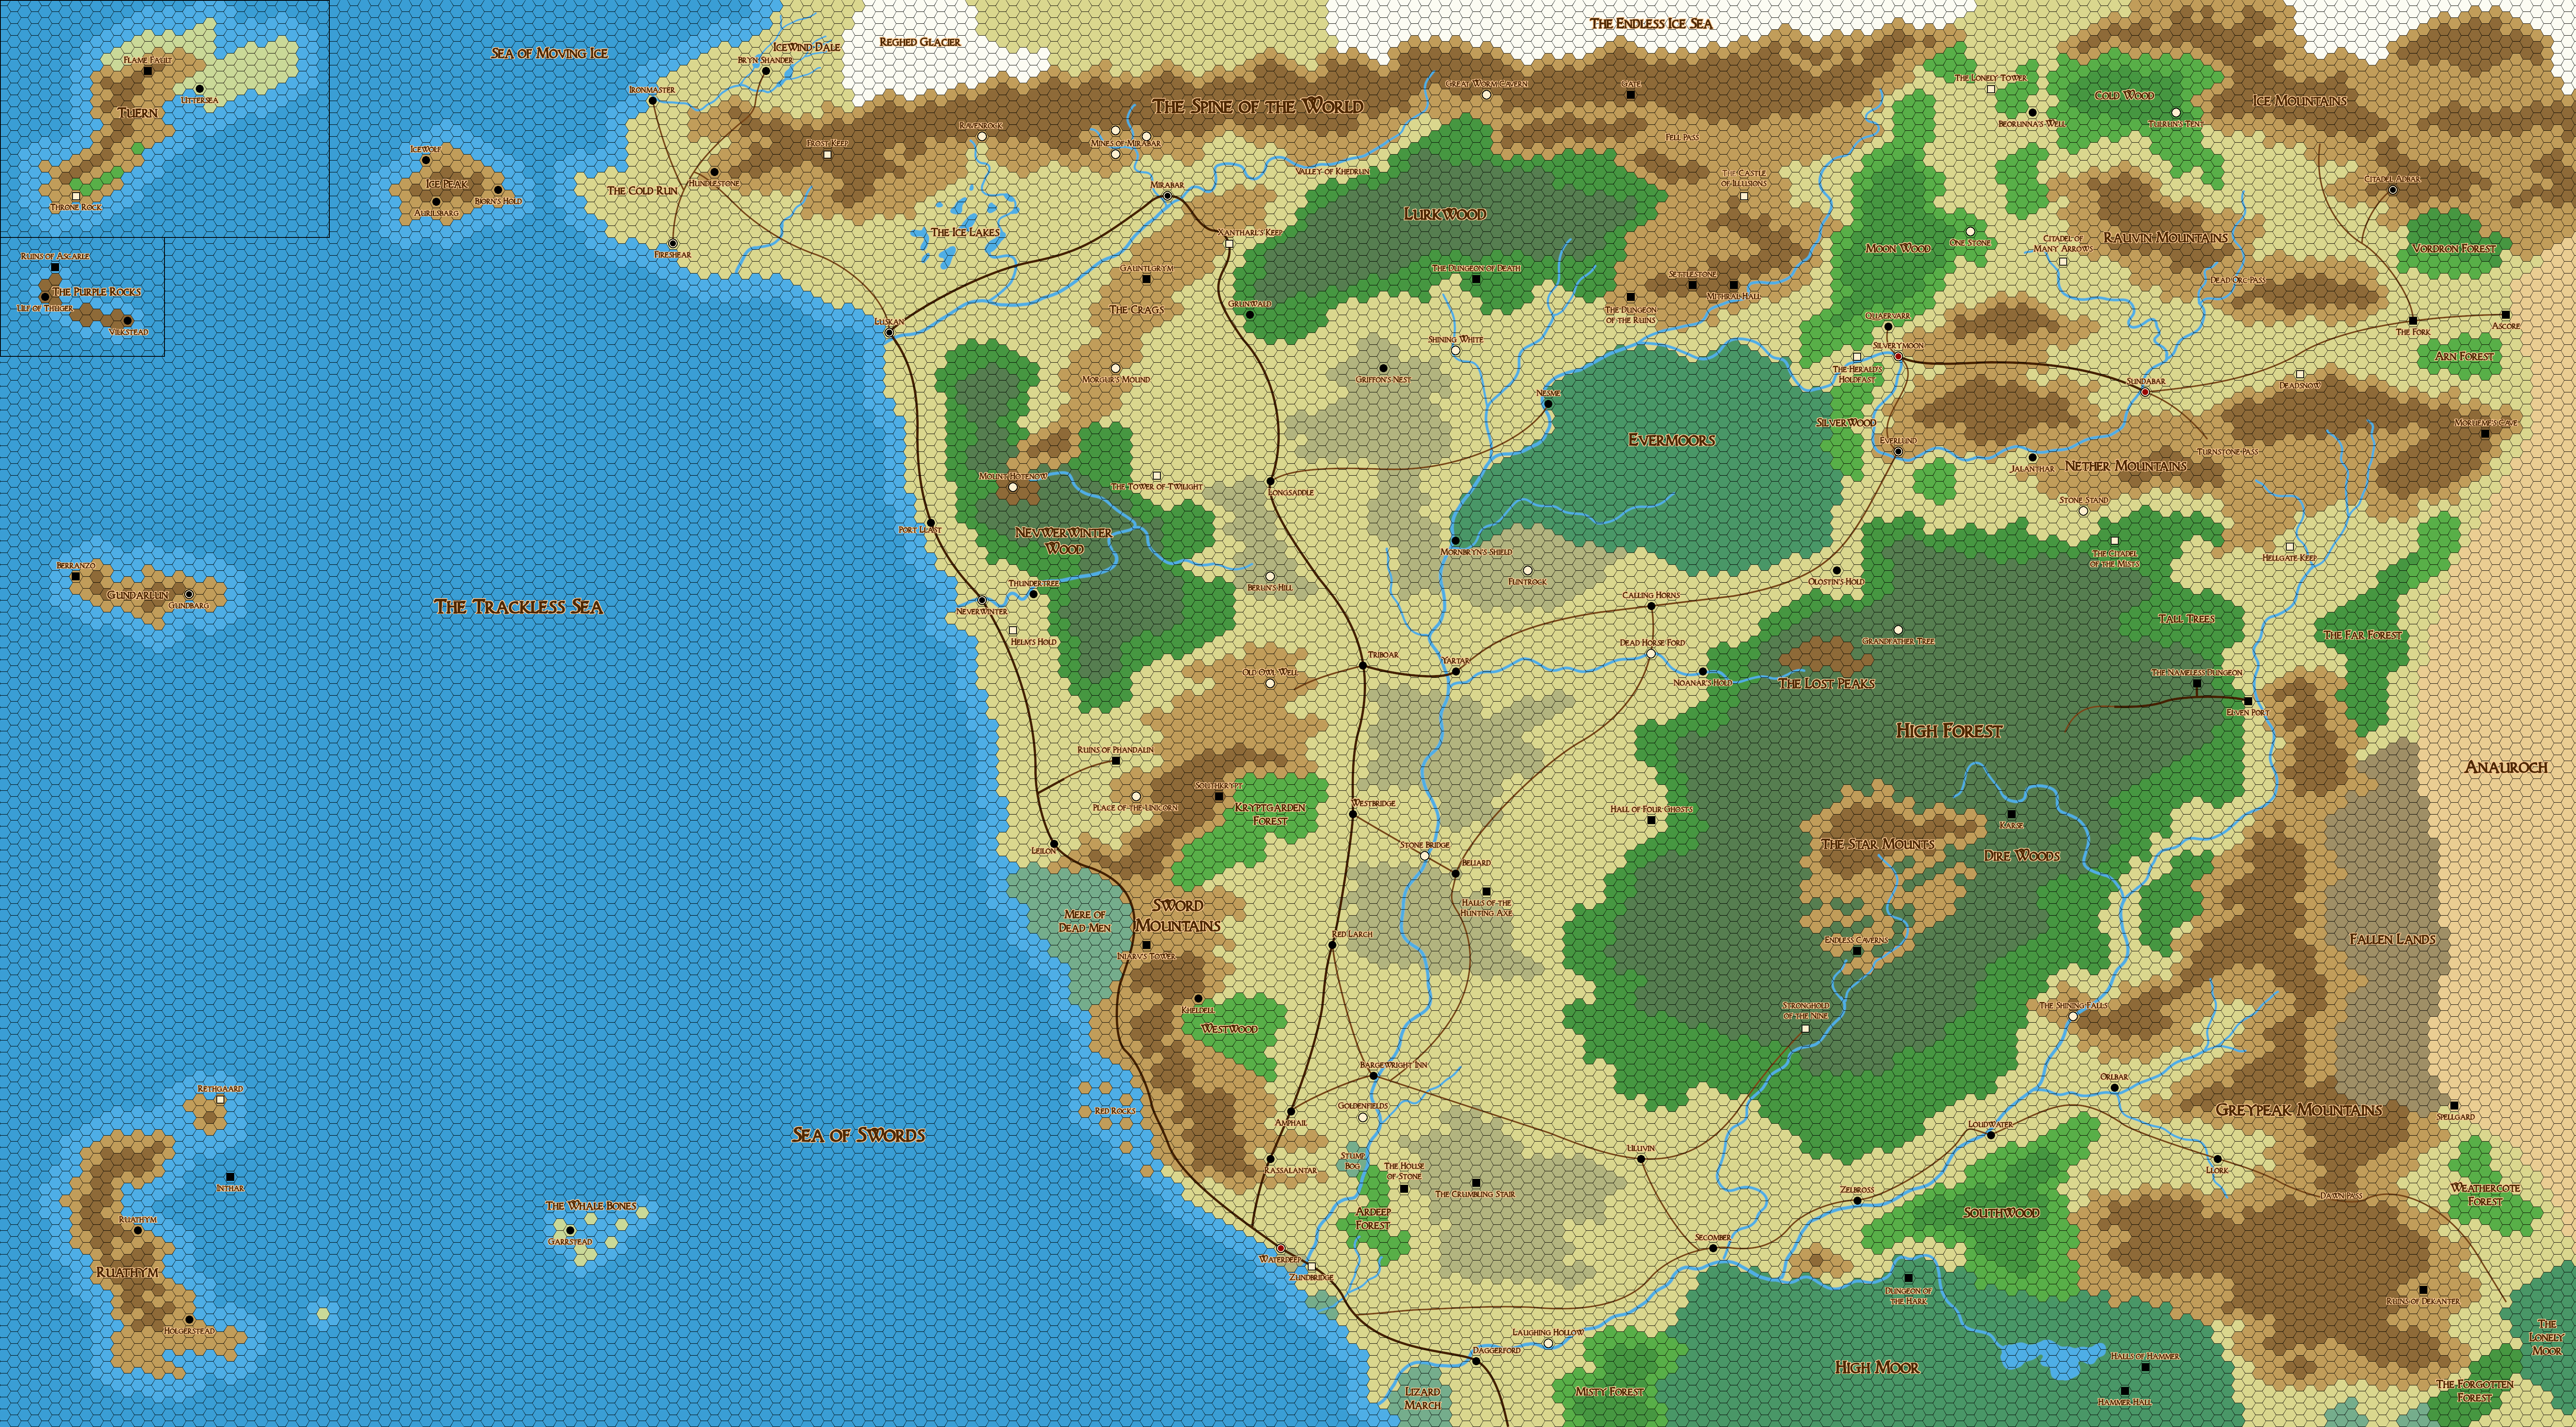 The Endless Ice Sea
Sea of Moving Ice
Icewind Dale
Reghed Glacier
Bryn Shander
Flame Fault
Uttersea
Tuern
Throne Rock
Ruins of Ascarle
The Purple Rocks
Ulf of Thuger
Vilkstead
Icewolf
Ice Peak
Bjorn's Hold
Aurilsbarg
Ironmaster
The Cold Run
Hundlestone
Fireshear
Frost Keep
Ravenrock
The Spine of the World
Mines of Mirabar
Mirabar
The Ice Lakes
Great Worm Cavern
Gate
Fell Pass
Valley of Khedrun
Lurkwood
The Castle
of Illusions
Xantharl's Keep
Gauntlgrym
The Crags
Grunwald
The Dungeon of Death
Settlestone
Mithral Hall
The Dungeon
of the Ruins
The Lonely Tower
Beorunna's Well
Cold Wood
Tulrun's Tent
Ice Mountains
Citadel Adbar
Moon Wood
One Stone
Citadel of
Many Arrows
Rauvin Mountains
Dead Orc Pass
Vordron Forest
The Fork
Ascore
Arn Forest
Luskan
Morgur's Mound
Griffon's Nest
Shining White
Nesme
Quaervarr
Silverymoon
The Herald's
Holdfast
Silverwood
Everlund
Sundabar
Deadsnow
Morueme's Cave
Turnstone Pass
Nether Mountains
Jalanthar
Stone Stand
Evermoors
Mount Hotenow
The Tower of Twilight
Longsaddle
Port Llast
Newverwinter
Wood
Mornbryn's Shield
Flintrock
Berun's Hill
Thundertree
Neverwinter
Helm's Hold
Olostin's Hold
Calling Horns
The Citadel
of the Mists
Hellgate Keep
Tall Trees
The Far Forest
Berranzo
Gundarlun
Gundbarg
The Trackless Sea
Dead Horse Ford
Grandfather Tree
Triboar
Yartar
Old Owl Well
Noanar's Hold
The Lost Peaks
The Nameless Dungeon
Elven Port
High Forest
Anauroch
Ruins of Phandalin
Southkrypt
Place of the Unicorn
Kryptgarden
Forest
Westbridge
Hall of Four Ghosts
Karse
Leilon
Stone Bridge
Beliard
The Star Mounts
Dire Woods
Halls of the
Hunting Axe
Mere of
Dead Men
Sword
Mountains
Iniarv's Tower
Red Larch
Endless Caverns
Fallen Lands
Kheldell
Westwood
Stronghold
of the Nine
The Shining Falls
Bargewright Inn
Orlbar
Rethgaard
Red Rocks
Goldenfields
Amphail
Greypeak Mountains
Spellgard
Sea of Swords
Loudwater
Uluvin
Rassalantar
Stump
Bog
The House
of Stone
The Crumbling Stair
Llork
Inthar
Zelbross
Dawn Pass
Weathercote
Forest
The Whale Bones
Garrstead
Ardeep
Forest
Southwood
Ruathym
Ruathym
Secomber
Waterdeep
Zundbridge
Dungeon of
the Hark
Ruins of Dekanter
Holgerstead
Laughing Hollow
Daggerford
The
Lonely
Moor
High Moor
Halls of Hammer
Hammer Hall
Lizard
March
Misty Forest
The Forgotten
Forest